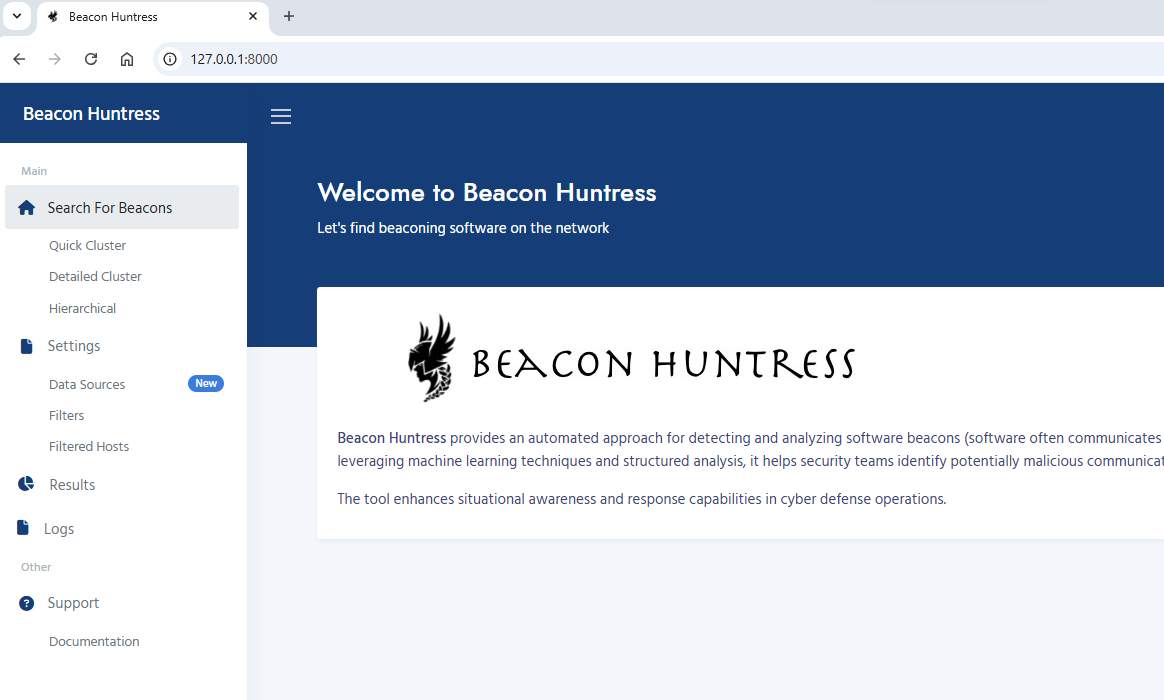 Beacon Huntress
127.0.0.1:8000
Beacon Huntress
Main
Search For Beacons
Quick Cluster
Detailed Cluster
Hierarchical
Settings
Data Sources New
Filters
Filtered Hosts
Results
Logs
Other
Support
Documentation
Welcome to Beacon Huntress
Let's find beaconing software on the network
BEACON HUNTRESS
Beacon Huntress provides an automated approach for detecting and analyzing software beacons (software often communicates
leveraging machine learning techniques and structured analysis, it helps security teams identify potentially malicious
The tool enhances situational awareness and response capabilities in cyber defense operations.